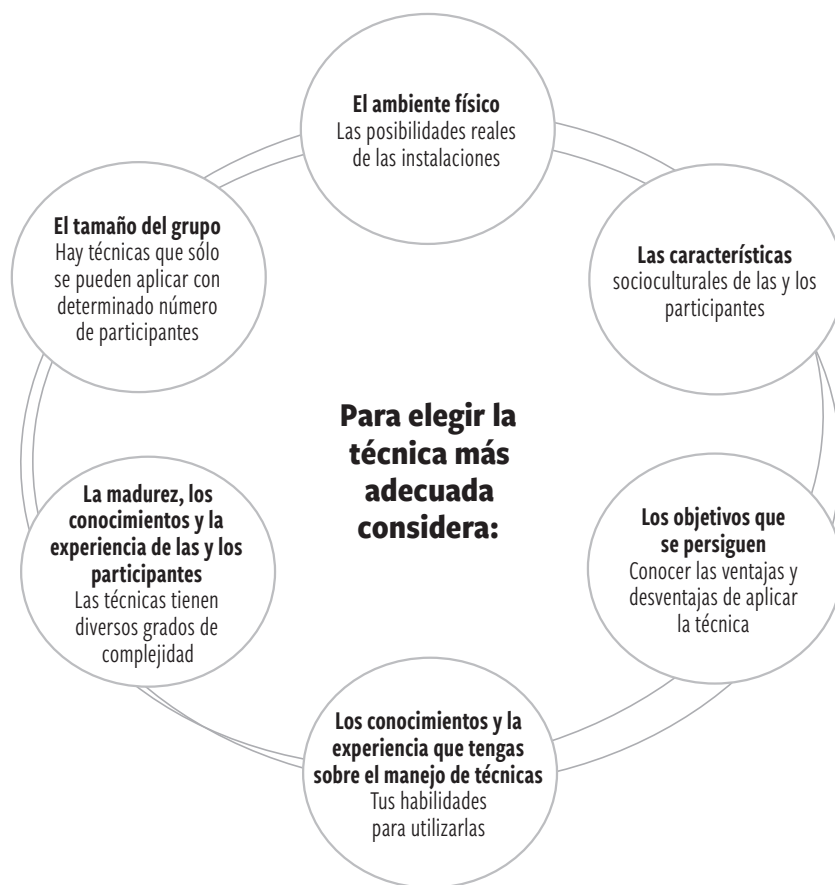 El ambiente físico
Las posibilidades reales
de las instalaciones
Las características
socioculturales de las y los
participantes
Los objetivos que
se persiguen
Conocer las ventajas y
desventajas de aplicar
la técnica
Los conocimientos y la
experiencia que tengas
sobre el manejo de técnicas
Tus habilidades
para utilizarlas
La madurez, los
conocimientos y la
experiencia de las y los
participantes
Las técnicas tienen
diversos grados de
complejidad
El tamaño del grupo
Hay técnicas que sólo
se pueden aplicar con
determinado número
de participantes
Para elegir la
técnica más
adecuada
considera: